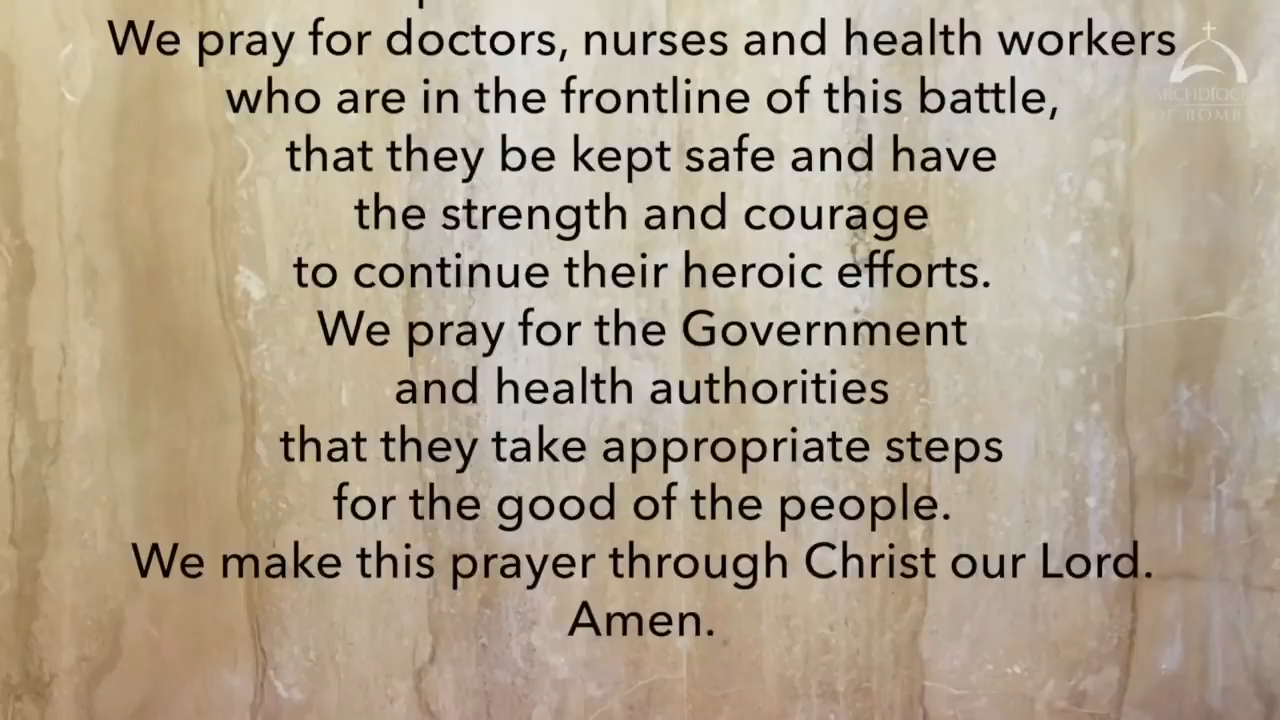 We pray for doctors, nurses and health workers
who are in the frontline of this battle,
that they be kept safe and have
the strength and courage
to continue their heroic efforts.
We pray for the Government
and health authorities
that they take appropriate steps
for the good of the people.
We make this prayer through Christ our Lord.
Amen.